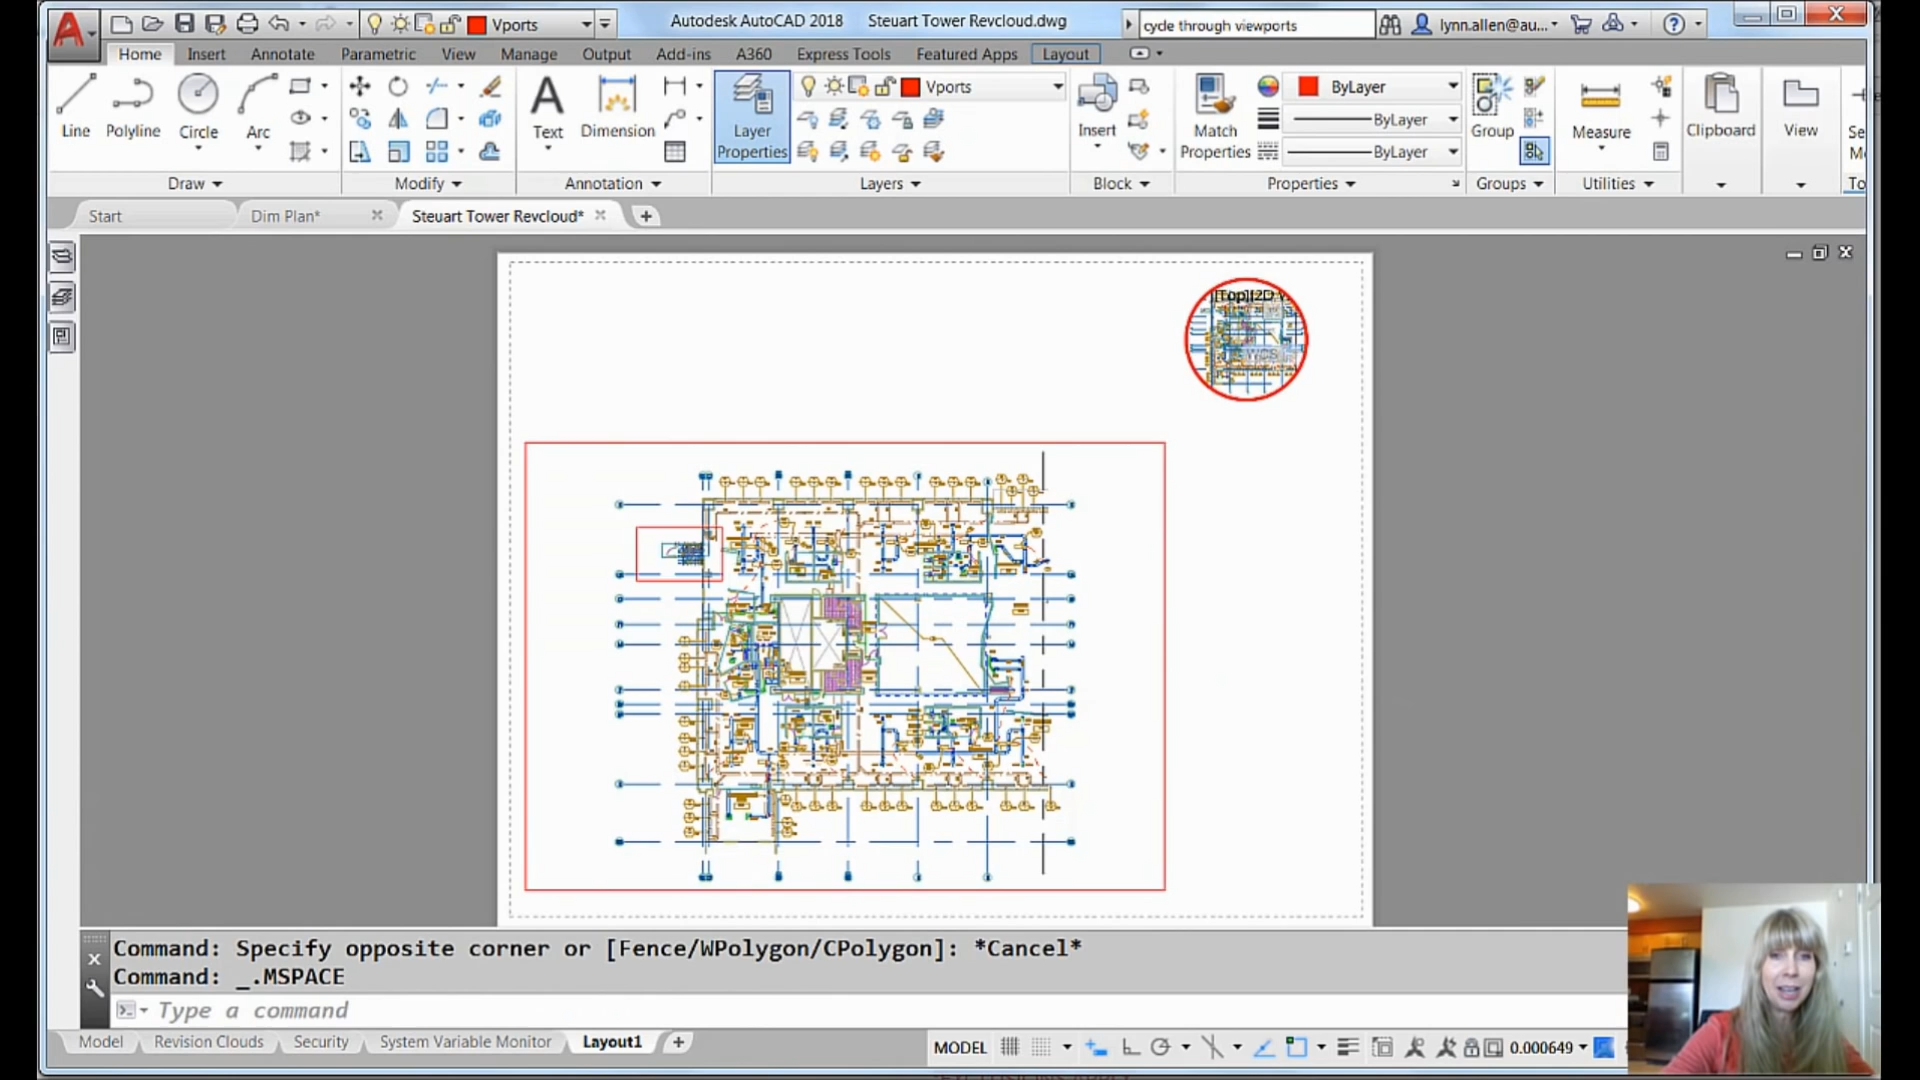 Vports
Autodesk AutoCAD 2018
Steuart Tower Revcloud.dwg
cycle through viewports
lynn.allen@au...
Home
Insert
Annotate
Parametric
View
Manage
Output
Add-ins
A360
Express Tools
Featured Apps
Layout
Line
Polyline
Circle
Arc
Text
Dimension
Layer
Properties
Vports
Insert
Match
Properties
ByLayer
ByLayer
ByLayer
Group
Measure
Clipboard
View
Draw
Modify
Annotation
Layers
Block
Properties
Groups
Utilities
Start
Dim Plan*
Steuart Tower Revcloud*
[Top][2D
WCS
Command: Specify opposite corner or [Fence/WPolygon/CPolygon]: *Cancel*
Command: _.MSPACE
Type a command
Model
Revision Clouds
Security
System Variable Monitor
Layout1
MODEL
0.000649